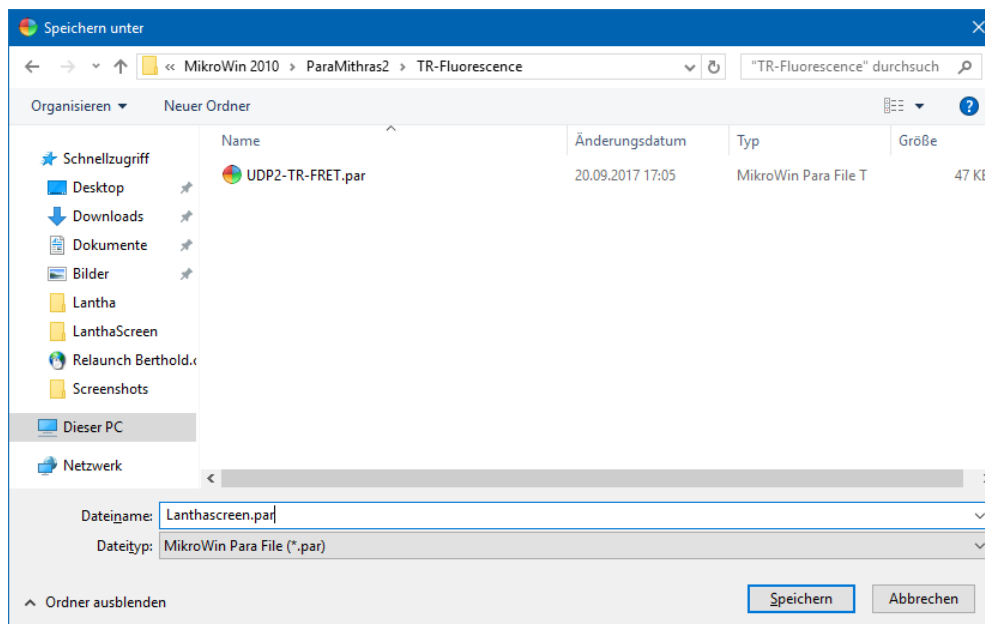 Speichern unter
« MikroWin 2010 > ParaMithras2 > TR-Fluorescence
"TR-Fluorescence" durchsuch
Organisieren
Neuer Ordner
?
Name
Änderungsdatum
Typ
Größe
Schnellzugriff
Desktop
Downloads
Dokumente
Bilder
Lantha
LanthaScreen
Relaunch Berthold.
Screenshots
Dieser PC
Netzwerk
UDP2-TR-FRET.par
20.09.2017 17:05
MikroWin Para File T
47 KB
Dateiname: Lanthascreen.par
Dateityp: MikroWin Para File (*.par)
Ordner ausblenden
Speichern
Abbrechen